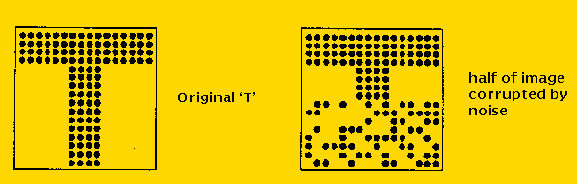 Original ‘T’
half of image
corrupted by
noise